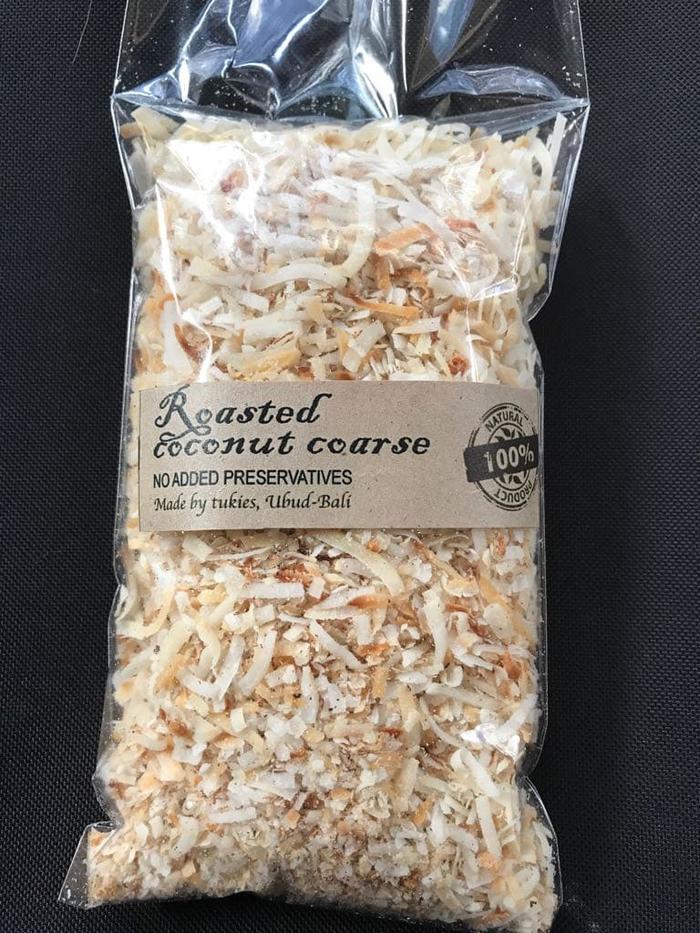 Roasted
coconut coarse
NO ADDED PRESERVATIVES
Made by tukies, Ubud-Bali
NATURAL
100%
PRODUCT